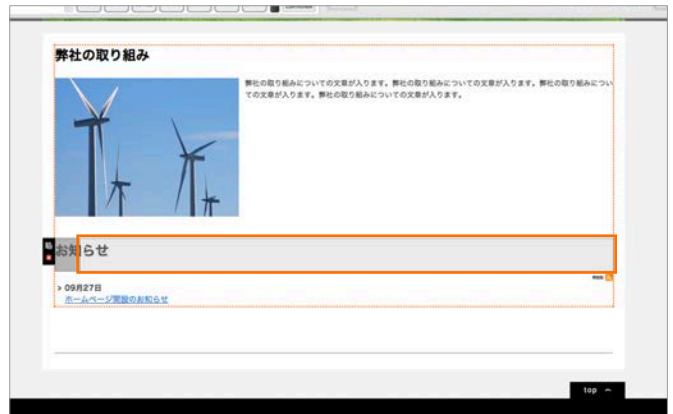 弊社の取り組み
弊社の取り組みについての文章が入ります。弊社の取り組みについての文章が入ります。弊社の取り組みについ
ての文章が入ります。弊社の取り組みについての文章が入ります。
お知らせ
> 09月27日
ホームページ開設のお知らせ
top